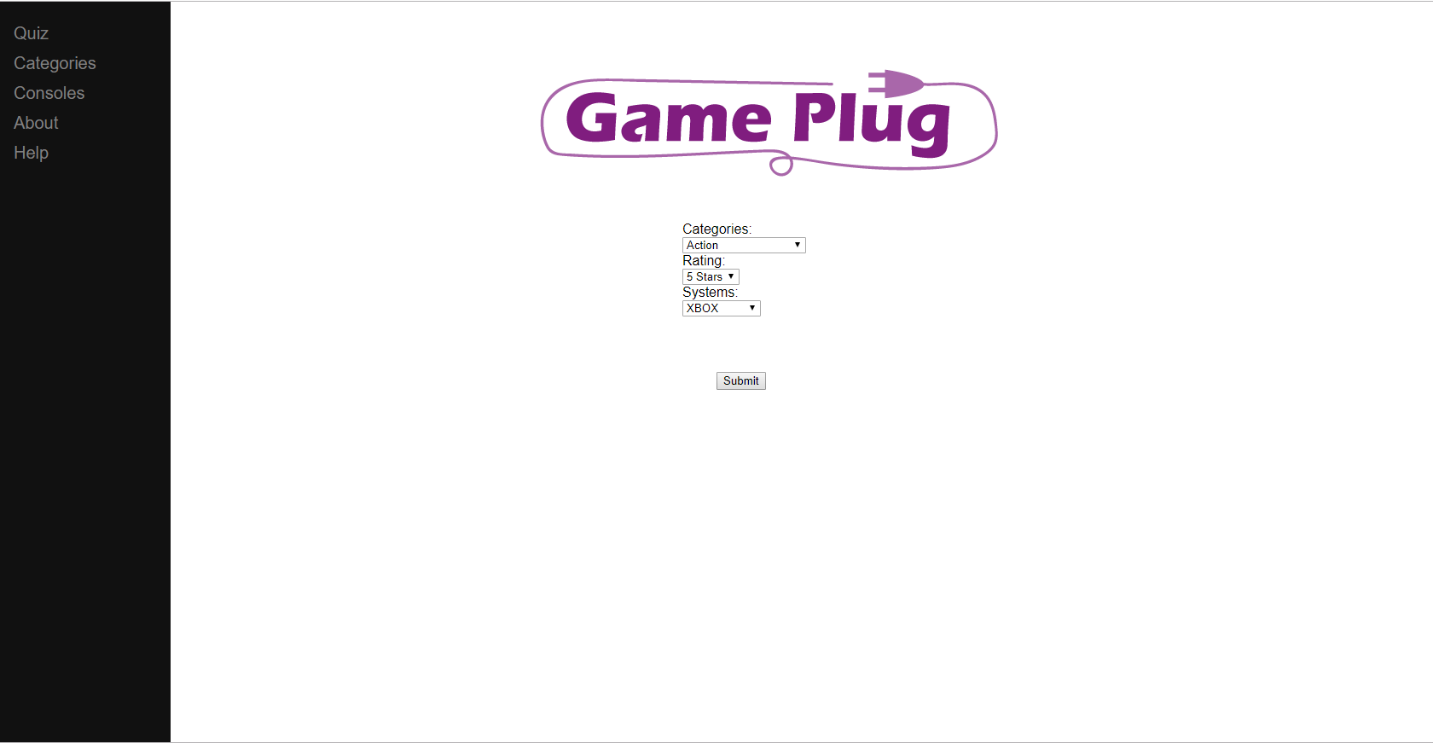 Quiz
Categories
Consoles
About
Help
Game Plug
Categories:
Action
Rating:
5 Stars
Systems:
XBOX
Submit